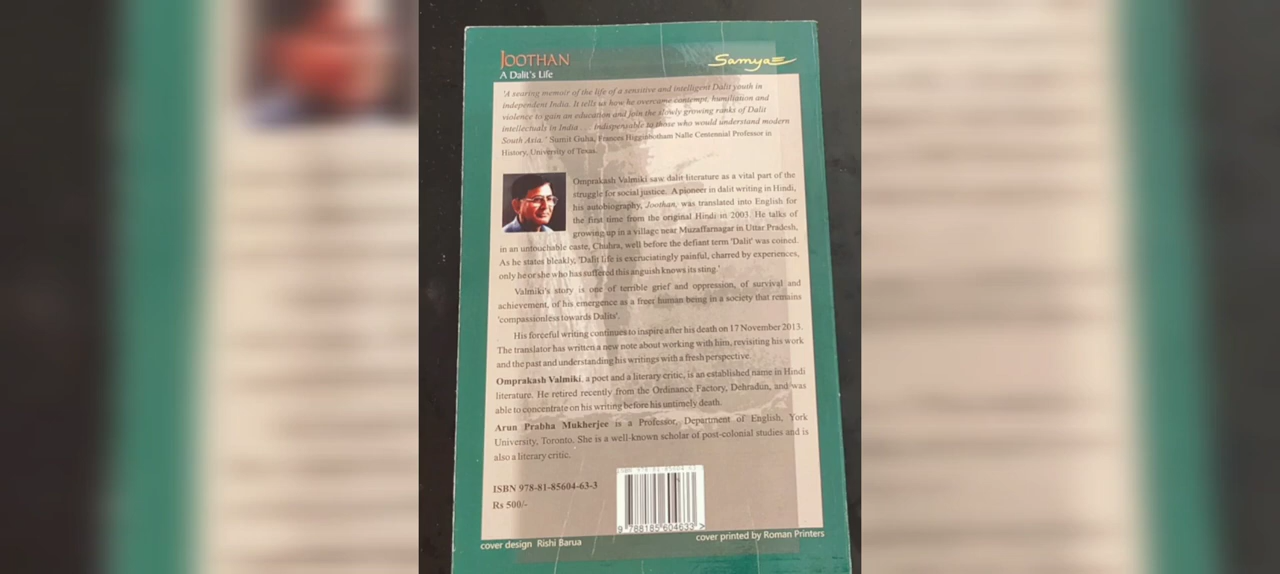 JOOTHAN
A Dalit's Life
Samya
'A searing memoir of the life of a sensitive and intelligent Dalit youth in
independent India. It tells us how he overcame contempt, humiliation and
violence to gain an education and join the slowly growing ranks of Dalit
intellectuals in India . . . Indispensable to those who would understand modern
South Asia.' Sumit Guha, Frances Higginbotham Nalle Centennial Professor in
History, University of Texas.
Omprakash Valmiki saw dalit literature as a vital part of the
struggle for social justice. A pioneer in dalit writing in Hindi,
his autobiography, Joothan, was translated into English for
the first time from the original Hindi in 2003. He talks of
growing up in a village near Muzaffarnagar in Uttar Pradesh,
in an untouchable caste, Chuhra, well before the defiant term 'Dalit' was coined.
As he states bleakly, 'Dalit life is excruciatingly painful, charred by experiences,
only he or she who has suffered this anguish knows its sting.'
Valmiki's story is one of terrible grief and oppression, of survival and
achievement, of his emergence as a freer human being in a society that remains
'compassionless towards Dalits'.
His forceful writing continues to inspire after his death on 17 November 2013.
The translator has written a new note about working with him, revisiting his work
and the past and understanding his writings with a fresh perspective.
Omprakash Valmiki, a poet and a literary critic, is an established name in Hindi
literature. He retired recently from the Ordinance Factory, Dehradun, and was
able to concentrate on his writing before his untimely death.
Arun Prabha Mukherjee is a Professor, Department of English, York
University, Toronto. She is a well-known scholar of post-colonial studies and is
also a literary critic.
ISBN 978-81-85604-63-3
Rs 500/-
9 788185 604633 >
cover design Rishi Barua
cover printed by Roman Printers